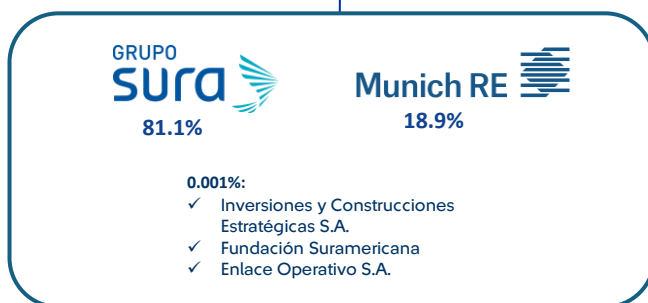 GRUPO
sura
81.1%
Munich RE
18.9%
0.001%:
✓ Inversiones y Construcciones
Estratégicas S.A.
✓ Fundación Suramericana
✓ Enlace Operativo S.A.